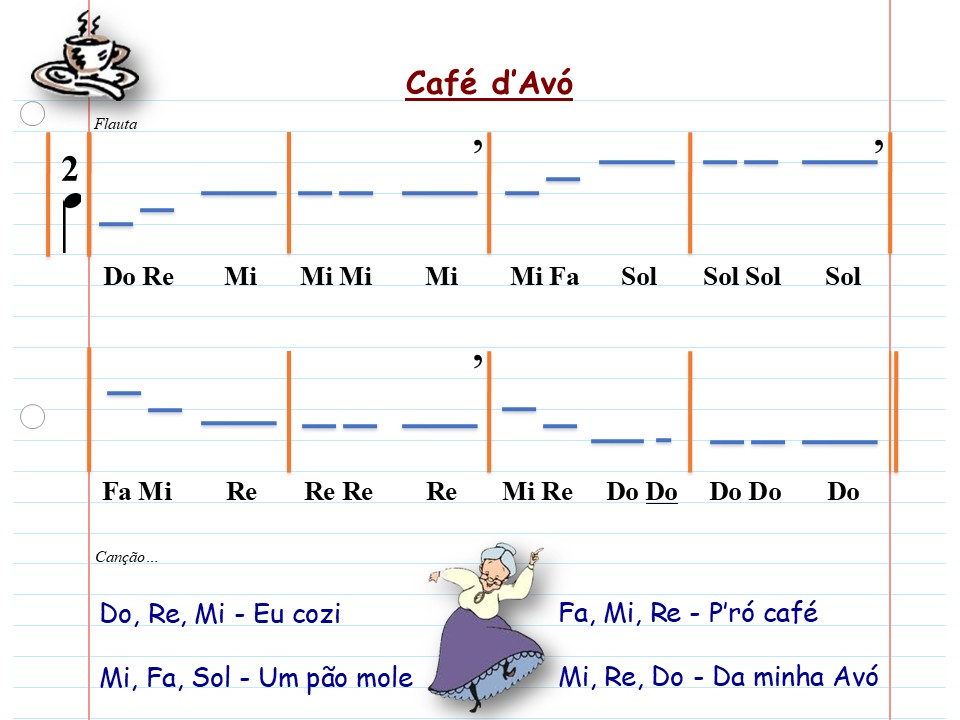 Café d’Avó
Flauta
2
Do Re Mi Mi Mi Mi Mi Fa Sol Sol Sol Sol
Fa Mi Re Re Re Re Mi Re Do Do Do Do Do
Canção...
Do, Re, Mi - Eu cozi
Mi, Fa, Sol - Um pão mole
Fa, Mi, Re - P’ró café
Mi, Re, Do - Da minha Avó